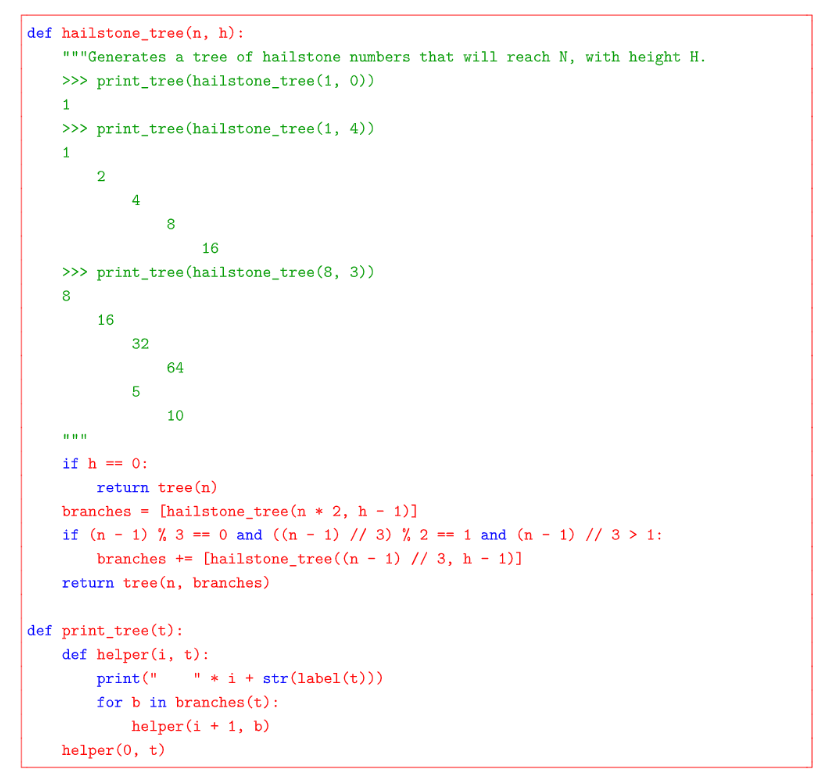 def hailstone_tree(n, h):
    """Generates a tree of hailstone numbers that will reach N, with height H.
    >>> print_tree(hailstone_tree(1, 0))
    1
    >>> print_tree(hailstone_tree(1, 4))
    1
        2
            4
                8
                    16
    >>> print_tree(hailstone_tree(8, 3))
    8
        16
            32
                64
            5
                10
    """
    if h == 0:
        return tree(n)
    branches = [hailstone_tree(n * 2, h - 1)]
    if (n - 1) % 3 == 0 and ((n - 1) // 3) % 2 == 1 and (n - 1) // 3 > 1:
        branches += [hailstone_tree((n - 1) // 3, h - 1)]
    return tree(n, branches)

def print_tree(t):
    def helper(i, t):
        print("    " * i + str(label(t)))
        for b in branches(t):
            helper(i + 1, b)
    helper(0, t)